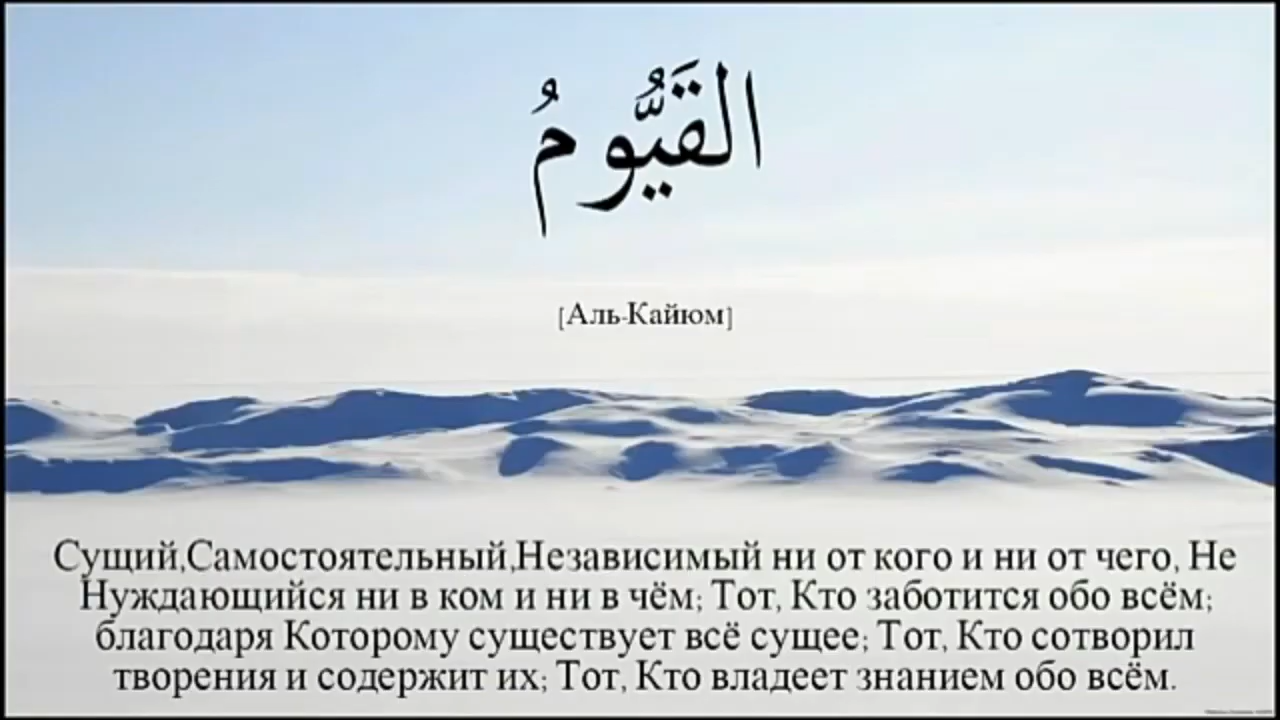 القَيُّومُ
[Аль-Кайюм]
Сущий,Самостоятельный,Независимый ни от кого и ни от чего, Не
Нуждающийся ни в ком и ни в чём; Тот, Кто заботится обо всём;
благодаря Которому существует всё сущее; Тот, Кто сотворил
творения и содержит их; Тот, Кто владеет знанием обо всём.